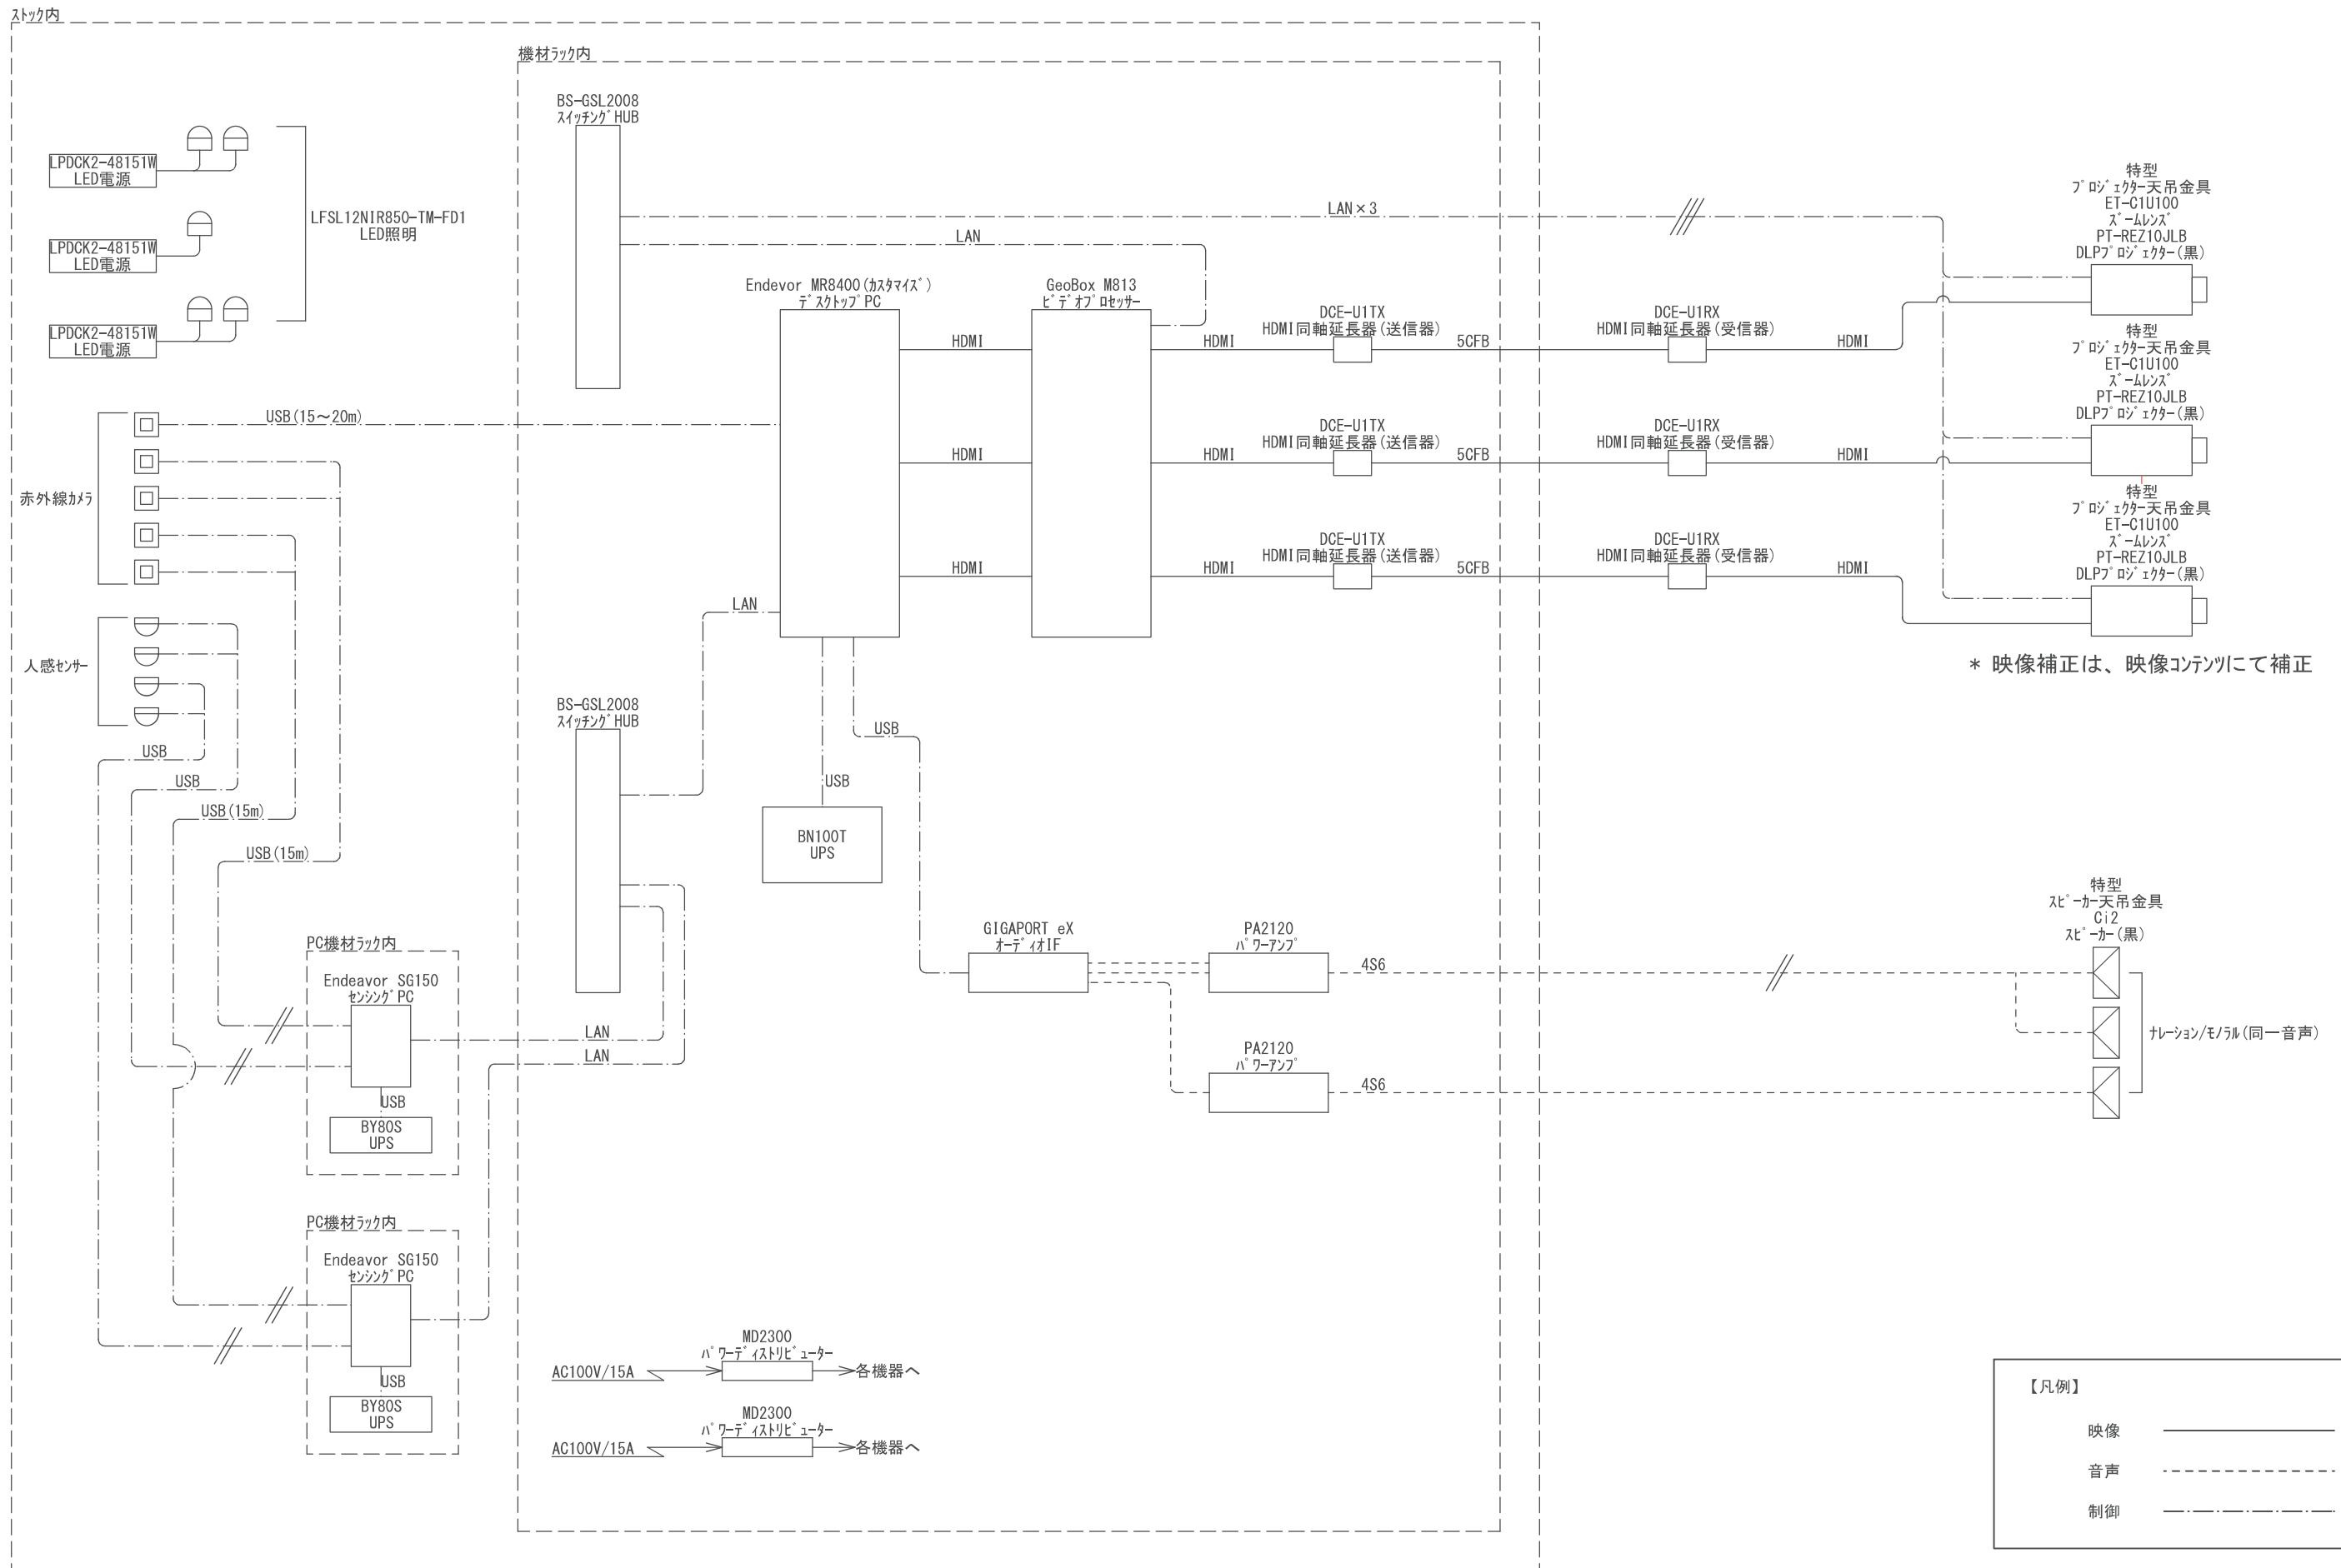 ストック内
機材ラック内
BS-GSL2008
スイッチングHUB
LPDCK2-48151W
LED電源
LPDCK2-48151W
LED電源
LPDCK2-48151W
LED電源
LFSL12NIR850-TM-FD1
LED照明
LAN×3
LAN
特型
プロジェクター天吊金具
ET-C1U100
ズームレンズ
PT-REZ10JLB
DLPプロジェクター(黒)
Endevor MR8400(カスタマイズ)
デスクトップPC
GeoBox M813
ビデオプロセッサー
HDMI
HDMI
DCE-U1TX
HDMI同軸延長器(送信器)
5CFB
DCE-U1RX
HDMI同軸延長器(受信器)
HDMI
特型
プロジェクター天吊金具
ET-C1U100
ズームレンズ
PT-REZ10JLB
DLPプロジェクター(黒)
赤外線カメラ
USB(15～20m)
HDMI
HDMI
DCE-U1TX
HDMI同軸延長器(送信器)
5CFB
DCE-U1RX
HDMI同軸延長器(受信器)
HDMI
特型
プロジェクター天吊金具
ET-C1U100
ズームレンズ
PT-REZ10JLB
DLPプロジェクター(黒)
HDMI
HDMI
DCE-U1TX
HDMI同軸延長器(送信器)
5CFB
DCE-U1RX
HDMI同軸延長器(受信器)
HDMI
LAN
人感センサー
* 映像補正は、映像コンテンツにて補正
BS-GSL2008
スイッチングHUB
USB
USB
USB(15m)
USB(15m)
USB
USB
BN100T
UPS
PC機材ラック内
Endeavor SG150
センシングPC
USB
BY80S
UPS
LAN
LAN
GIGAPORT eX
オーディオIF
PA2120
パワーアンプ
4S6
PA2120
パワーアンプ
4S6
特型
スピーカー天吊金具
Ci2
スピーカー(黒)
ナレーション/モノラル(同一音声)
PC機材ラック内
Endeavor SG150
センシングPC
USB
BY80S
UPS
AC100V/15A
MD2300
パワーディストリビューター
各機器へ
AC100V/15A
MD2300
パワーディストリビューター
各機器へ
【凡例】
映像
音声
制御